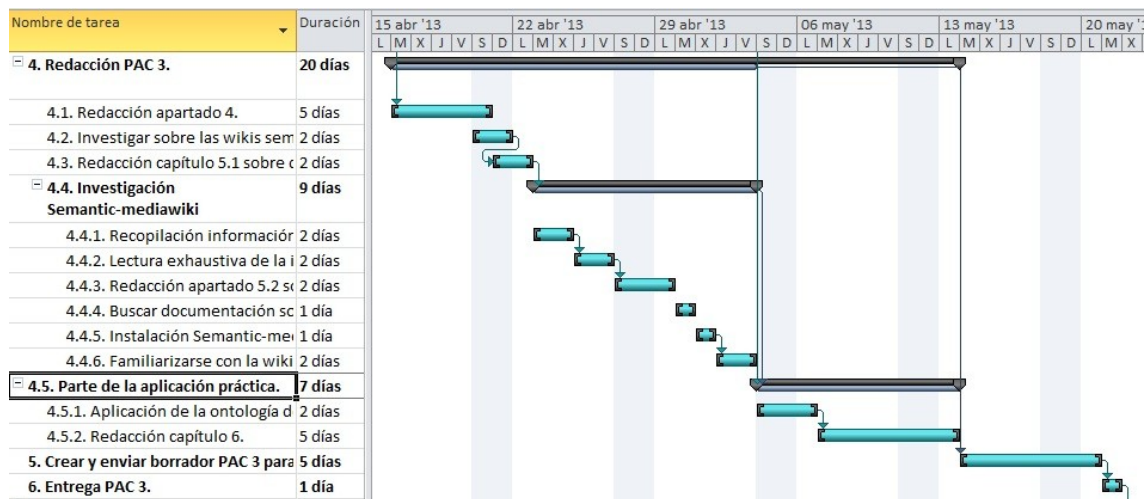 Nombre de tarea Duración 15 abr '13 22 abr '13 29 abr '13 06 may '13 13 may '13 20 may '
L M X J V S D L M X J V S D L M X J V S D L M X J V S D L M X J V S D L M X
4. Redacción PAC 3. 20 días
4.1. Redacción apartado 4. 5 días
4.2. Investigar sobre las wikis sem 2 días
4.3. Redacción capítulo 5.1 sobre 2 días
4.4. Investigación 9 días
Semantic-mediawiki
4.4.1. Recopilación información 2 días
4.4.2. Lectura exhaustiva de la i 2 días
4.4.3. Redacción apartado 5.2 so 2 días
4.4.4. Buscar documentación so 1 día
4.4.5. Instalación Semantic-med 1 día
4.4.6. Familiarizarse con la wiki 2 días
4.5. Parte de la aplicación práctica. 7 días
4.5.1. Aplicación de la ontología d 2 días
4.5.2. Redacción capítulo 6. 5 días
5. Crear y enviar borrador PAC 3 para 5 días
6. Entrega PAC 3. 1 día